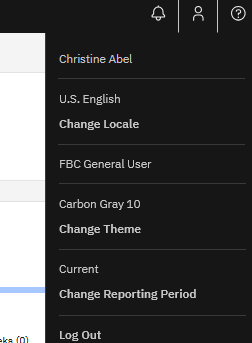 Christine Abel
U.S. English
Change Locale
FBC General User
Carbon Gray 10
Change Theme
Current
Change Reporting Period
Log Out
(0)